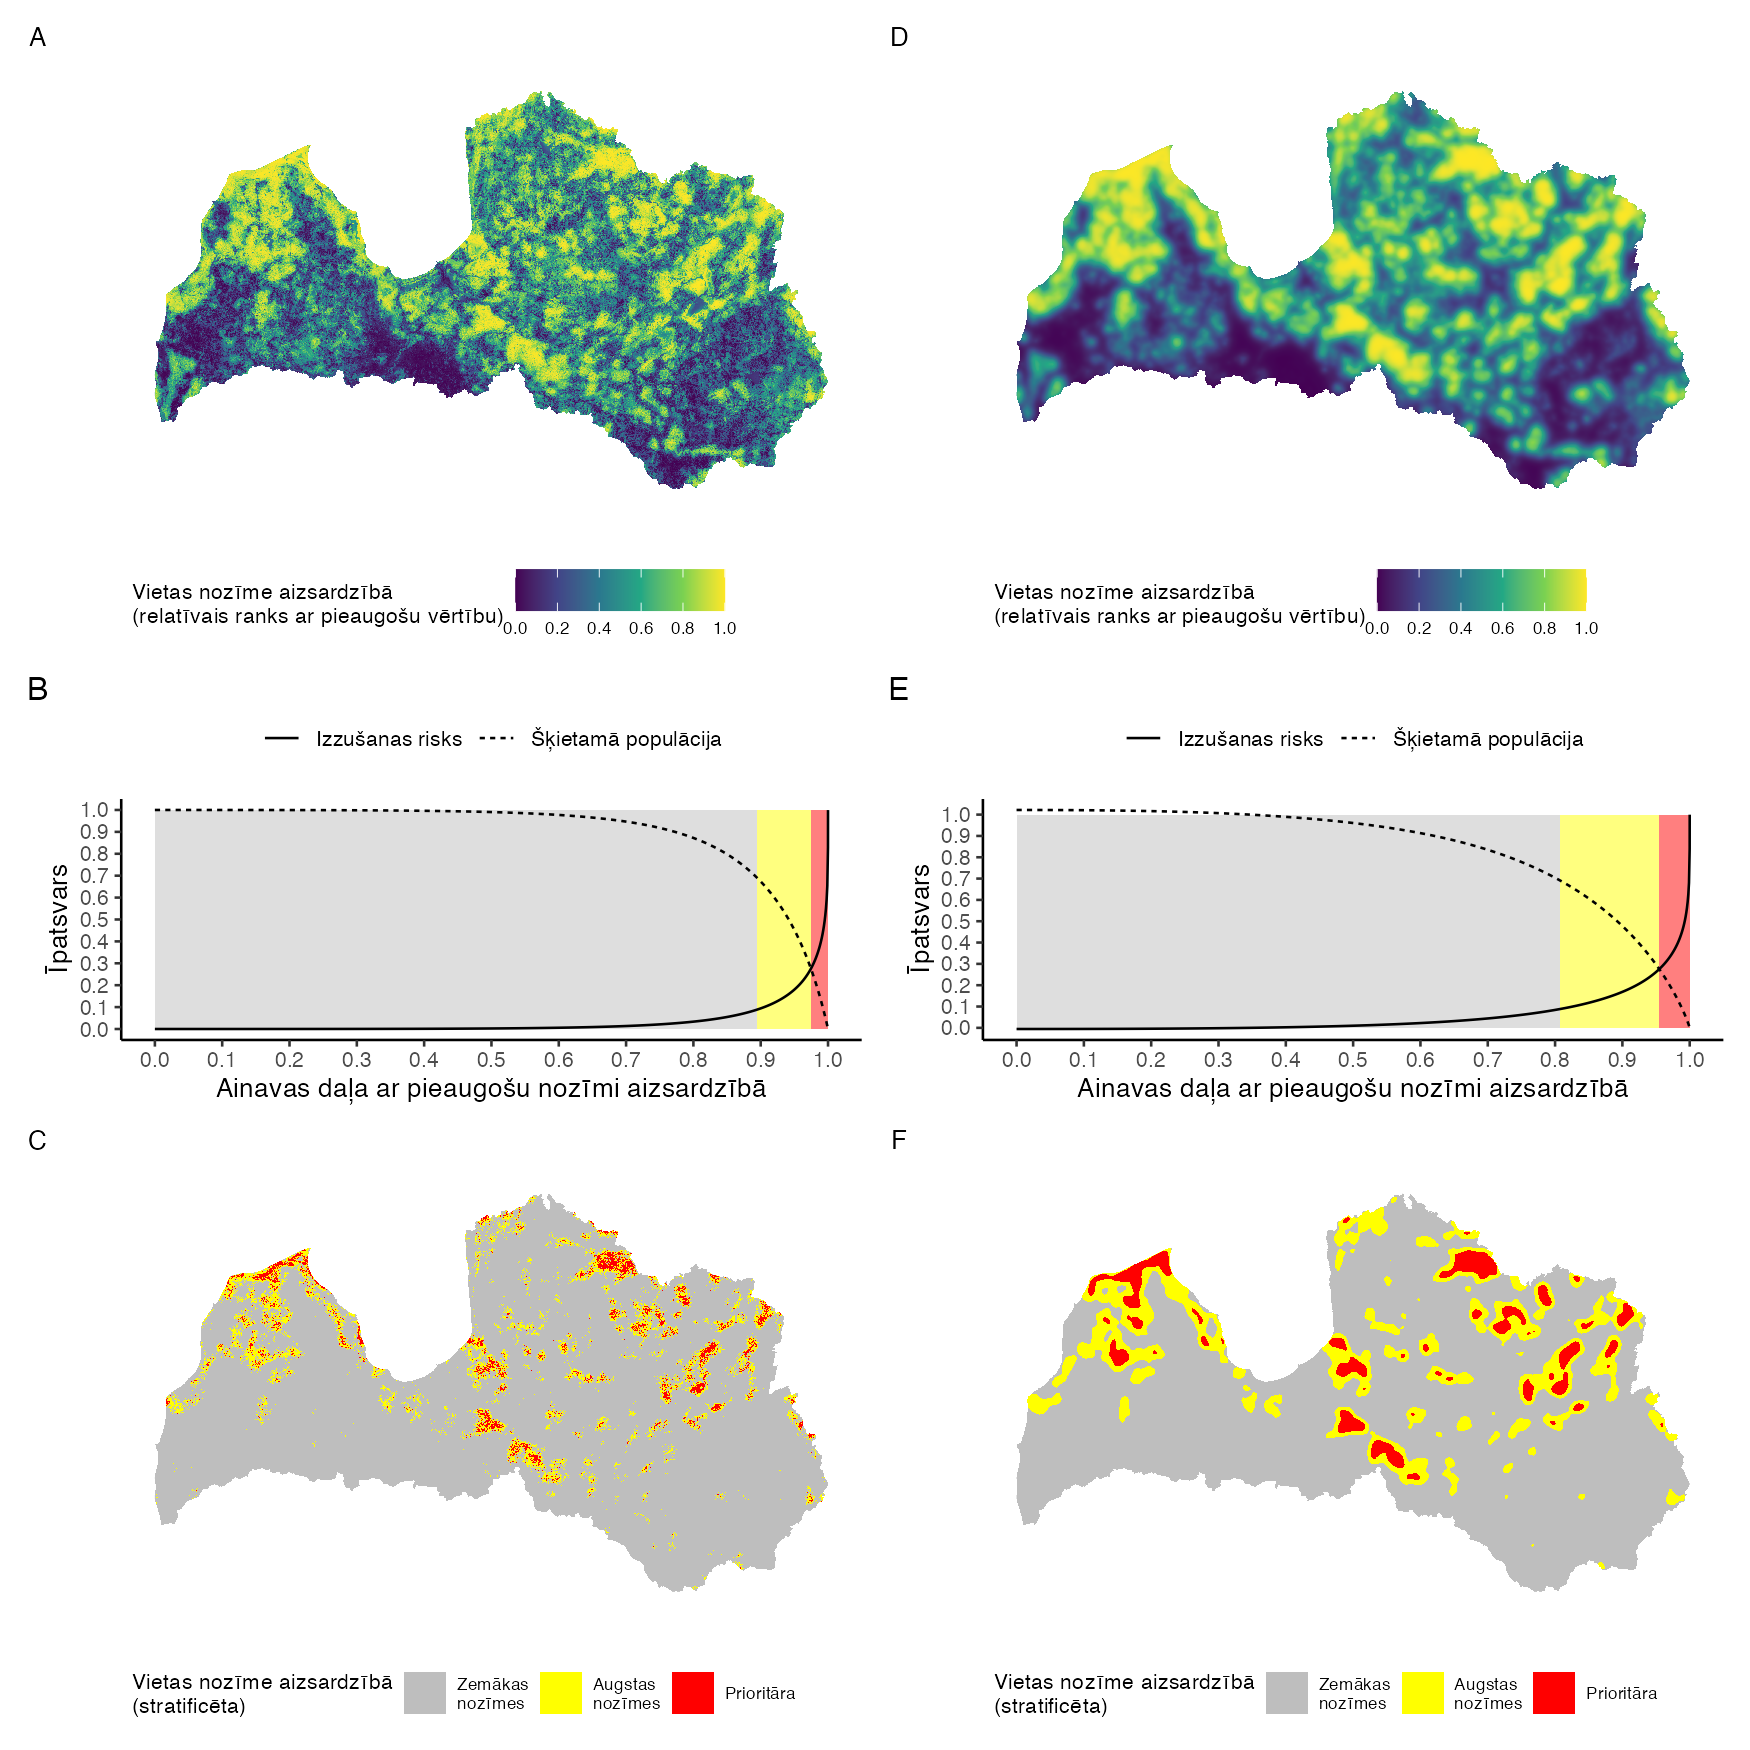 A
Vietas nozīme aizsardzībā
(relatīvais ranks ar pieaugošu vērtību)
0.0 0.2 0.4 0.6 0.8 1.0
B
Izzušanas risks Šķietamā populācija
Īpatsvars
1.0
0.9
0.8
0.7
0.6
0.5
0.4
0.3
0.2
0.1
0.0
0.0 0.1 0.2 0.3 0.4 0.5 0.6 0.7 0.8 0.9 1.0
Ainavas daļa ar pieaugošu nozīmi aizsardzībā
C
Vietas nozīme aizsardzībā
(stratificēta)
Zemākas
nozīmes
Augstas
nozīmes
Prioritāra
D
Vietas nozīme aizsardzībā
(relatīvais ranks ar pieaugošu vērtību)
0.0 0.2 0.4 0.6 0.8 1.0
E
Izzušanas risks Šķietamā populācija
Īpatsvars
1.0
0.9
0.8
0.7
0.6
0.5
0.4
0.3
0.2
0.1
0.0
0.0 0.1 0.2 0.3 0.4 0.5 0.6 0.7 0.8 0.9 1.0
Ainavas daļa ar pieaugošu nozīmi aizsardzībā
F
Vietas nozīme aizsardzībā
(stratificēta)
Zemākas
nozīmes
Augstas
nozīmes
Prioritāra